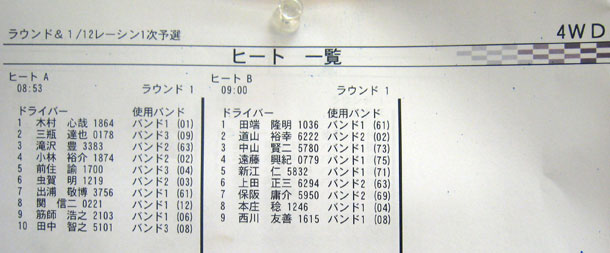 ラウンド& 1/12レーシン1次予選
4WD
ヒート 一覧
ヒート A
08:53 ラウンド 1
ドライバー 使用バンド
1 木村 心哉 1864 バンド1 (01)
2 三瓶 達也 0178 バンド3 (09)
3 滝沢 豊 3383 バンド2 (63)
4 小林 裕介 1874 バンド2 (02)
5 前住 諭 1700 バンド3 (04)
6 虫賀 明 1219 バンド2 (03)
7 出浦 敬博 3756 バンド1 (61)
8 関 信二 0221 バンド1 (12)
9 筋師 浩之 2103 バンド1 (06)
10 田中 智之 5101 バンド3 (08)
ヒート B
09:00 ラウンド 1
ドライバー 使用バンド
1 田端 隆明 1036 バンド1 (61)
2 道山 裕幸 6222 バンド2 (02)
3 中山 賢二 5780 バンド1 (73)
4 遠藤 興紀 0779 バンド1 (75)
5 新江 仁 5832 バンド1 (71)
6 上田 正三 6294 バンド2 (63)
7 保阪 庸介 5950 バンド2 (69)
8 本庄 稔 1246 バンド1 (04)
9 西川 友善 1615 バンド1 (08)